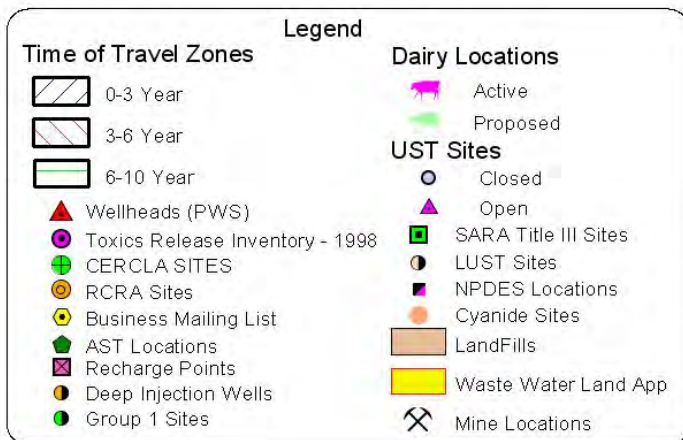 Legend
Time of Travel Zones
0-3 Year
3-6 Year
6-10 Year
Wellheads (PWS)
Toxics Release Inventory - 1998
CERCLA SITES
RCRA Sites
Business Mailing List
AST Locations
Recharge Points
Deep Injection Wells
Group 1 Sites
Dairy Locations
Active
Proposed
UST Sites
Closed
Open
SARA Title III Sites
LUST Sites
NPDES Locations
Cyanide Sites
LandFills
Waste Water Land App
Mine Locations